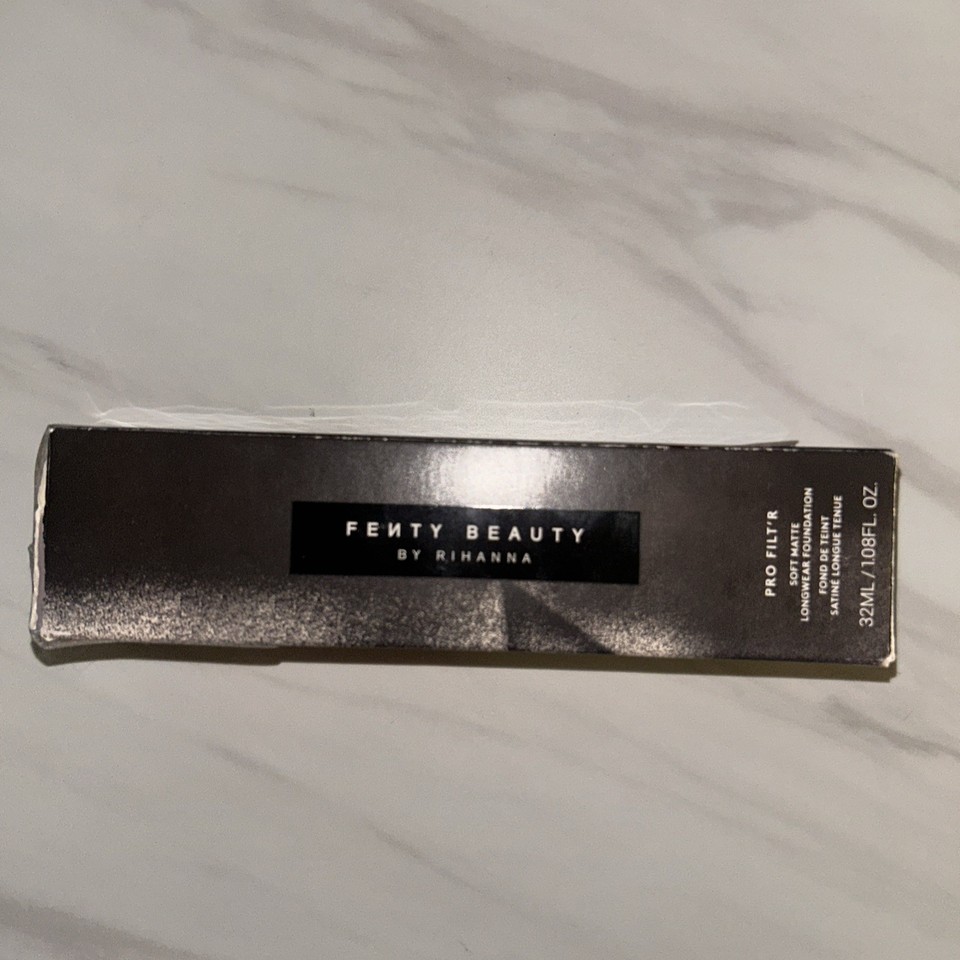 FEИTY BEAUTY
BY RIHANNA
PRO FILT'R
SOFT MATTE
LONGWEAR FOUNDATION
FOND DE TEINT
SATINÉ LONGUE TENUE
32ML / 1.08FL. OZ.